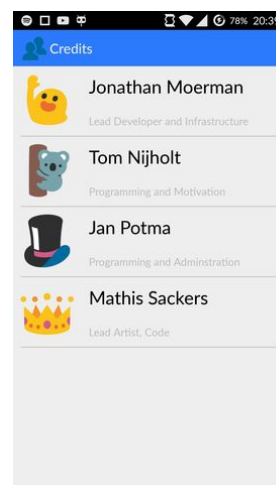 78% 20:39
Credits
Jonathan Moerman
Lead Developer and Infrastructure
Tom Nijholt
Programming and Motivation
Jan Potma
Programming and Adminstration
Mathis Sackers
Lead Artist, Code